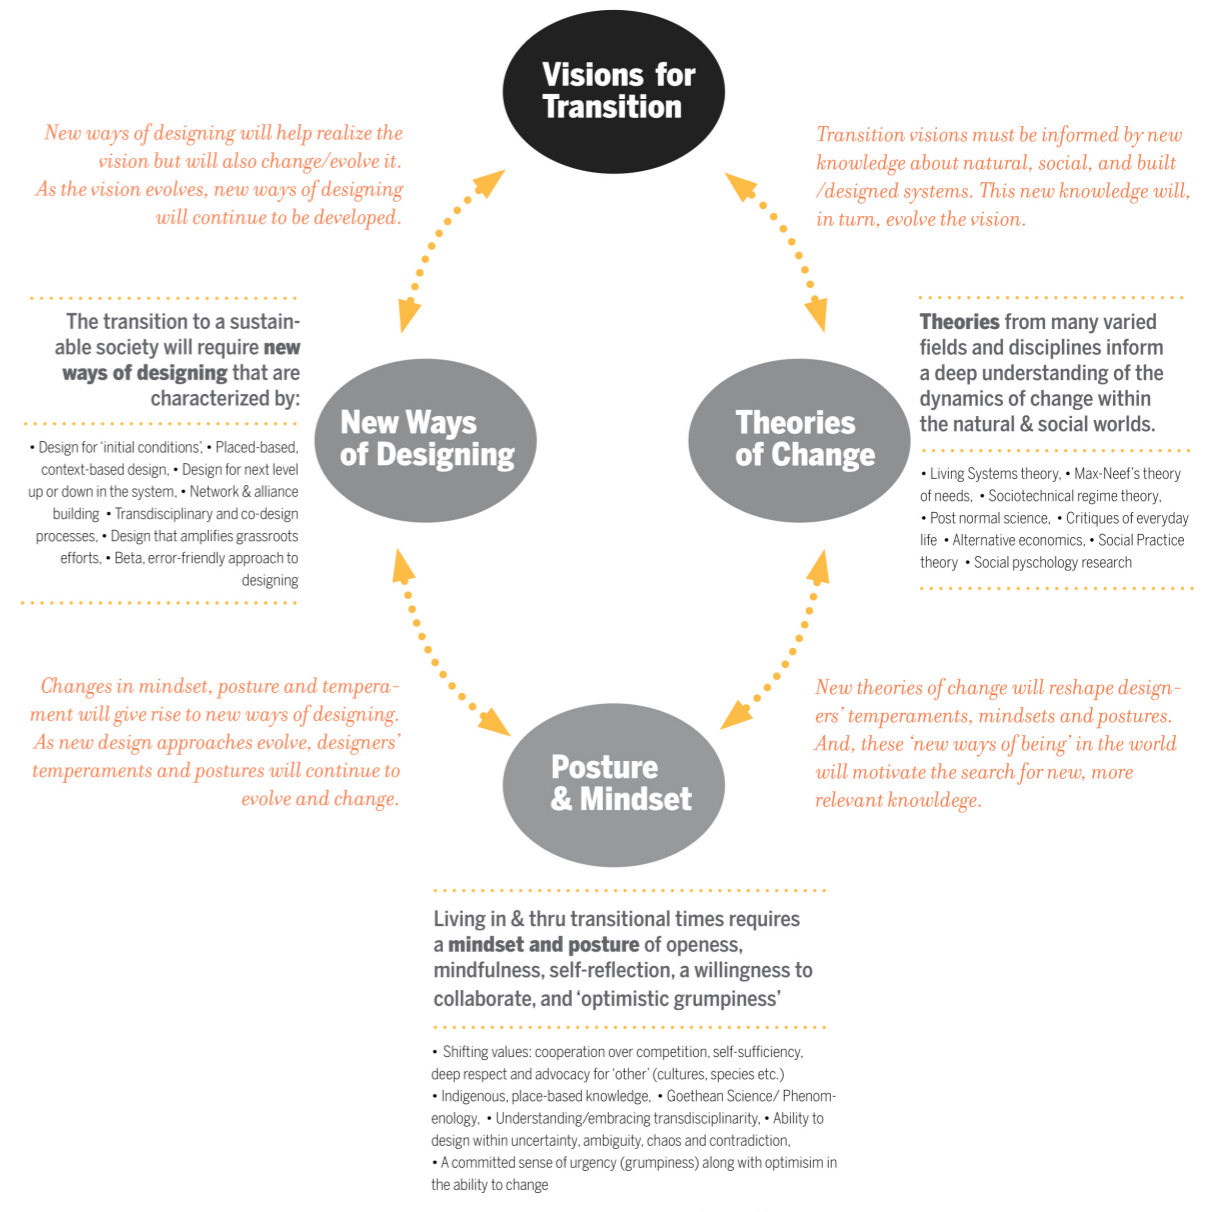 Visions for
Transition
New ways of designing will help realize the
vision but will also change/evolve it.
As the vision evolves, new ways of designing
will continue to be developed.
Transition visions must be informed by new
knowledge about natural, social, and built
/designed systems. This new knowledge will,
in turn, evolve the vision.
The transition to a sustain-
able society will require new
ways of designing that are
characterized by:
• Design for ‘initial conditions’, • Placed-based,
context-based design, • Design for next level
up or down in the system, • Network & alliance
building • Transdisciplinary and co-design
processes, • Design that amplifies grassroots
efforts, • Beta, error-friendly approach to
designing
New Ways
of Designing
Theories
of Change
Theories from many varied
fields and disciplines inform
a deep understanding of the
dynamics of change within
the natural & social worlds.
• Living Systems theory, • Max-Neef’s theory
of needs, • Sociotechnical regime theory,
• Post normal science, • Critiques of everyday
life • Alternative economics, • Social Practice
theory • Social pyschology research
Changes in mindset, posture and tempera-
ment will give rise to new ways of designing.
As new design approaches evolve, designers’
temperaments and postures will continue to
evolve and change.
New theories of change will reshape design-
ers’ temperaments, mindsets and postures.
And, these ‘new ways of being’ in the world
will motivate the search for new, more
relevant knowldege.
Posture
& Mindset
Living in & thru transitional times requires
a mindset and posture of openess,
mindfulness, self-reflection, a willingness to
collaborate, and ‘optimistic grumpiness’
• Shifting values: cooperation over competition, self-sufficiency,
deep respect and advocacy for ‘other’ (cultures, species etc.)
• Indigenous, place-based knowledge, • Goethean Science/ Phenom-
enology, • Understanding/embracing transdisciplinarity, • Ability to
design within uncertainty, ambiguity, chaos and contradiction,
• A committed sense of urgency (grumpiness) along with optimisim in
the ability to change